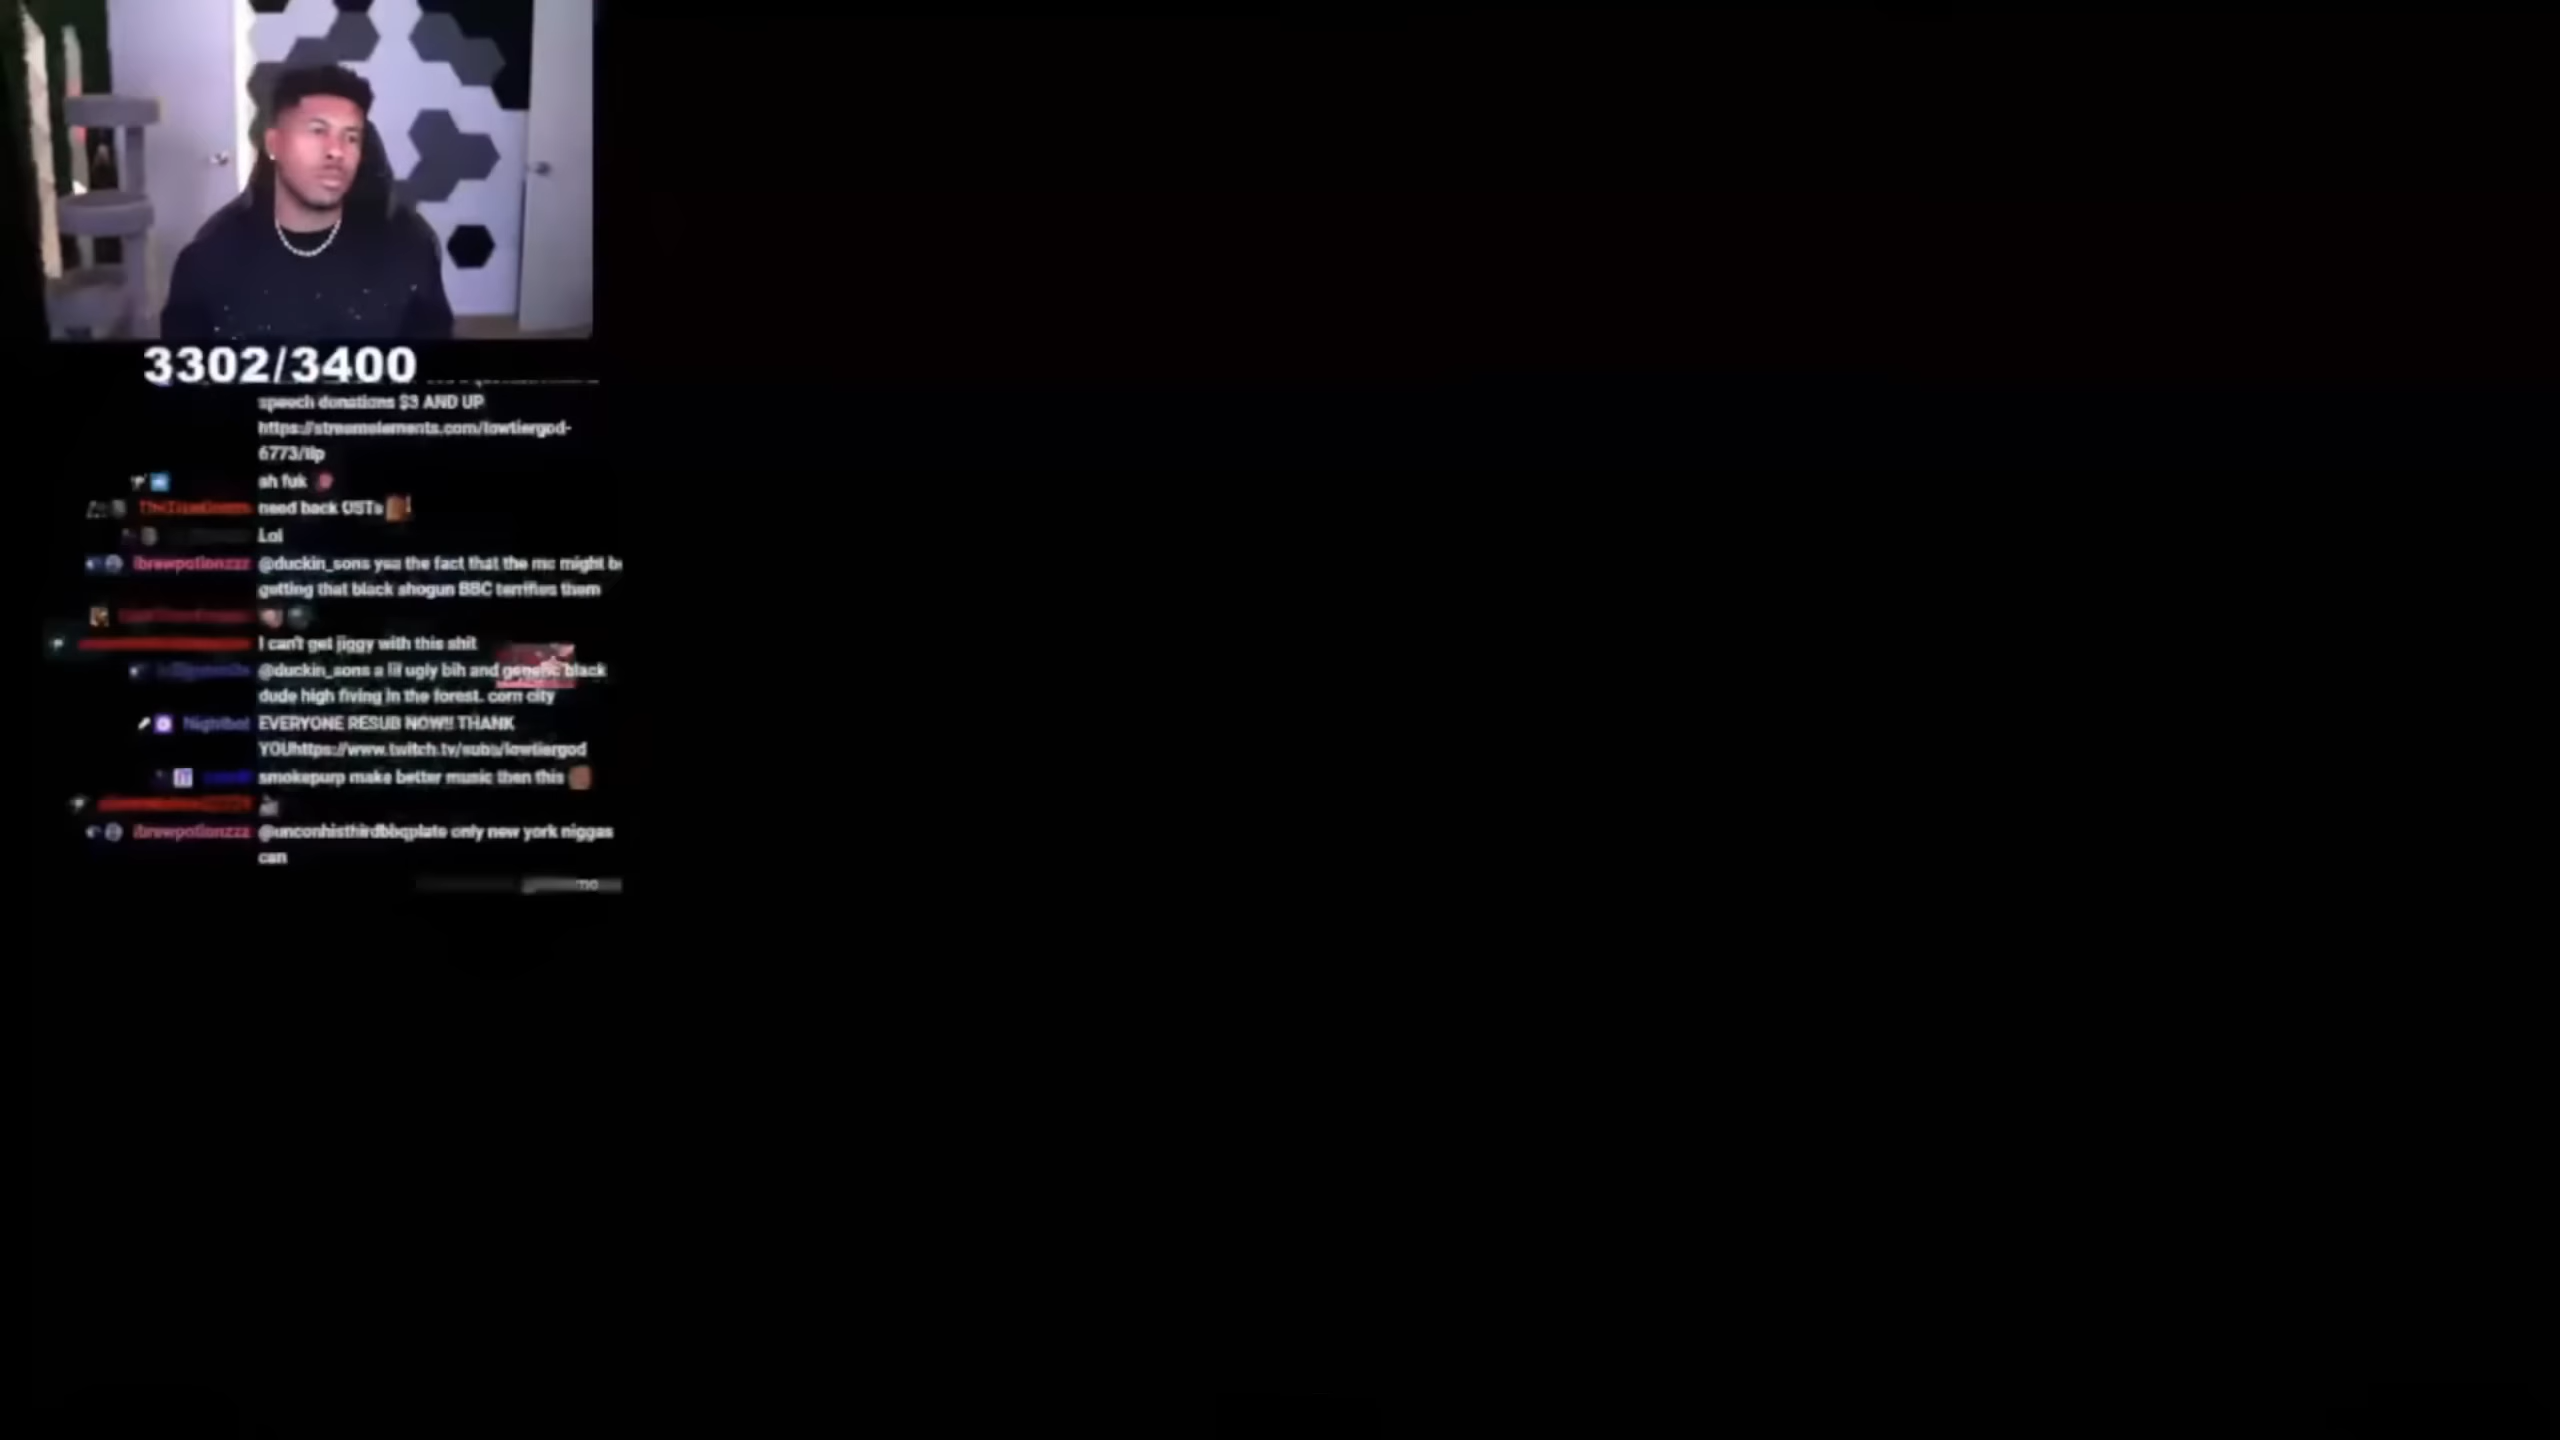 3302/3400
speech donations $3 AND UP
https://streamelements.com/lowtiergod-
6773/tip
ah fuk
need back OSTs
Lol
ibrewpotionzzz @duckin_sons yea the fact that the mc might be
getting that black shogun BBC terrifies them
I can't get jiggy with this shit
@duckin_sons a lil ugly bih and generic black
dude high fiving in the forest. corn city
Nightbot EVERYONE RESUB NOW!! THANK
YOUhttps://www.twitch.tv/subs/lowtiergod
smokepurp make better music then this
ibrewpotionzzz @unconhisthirdbbqplate only new york niggas
can